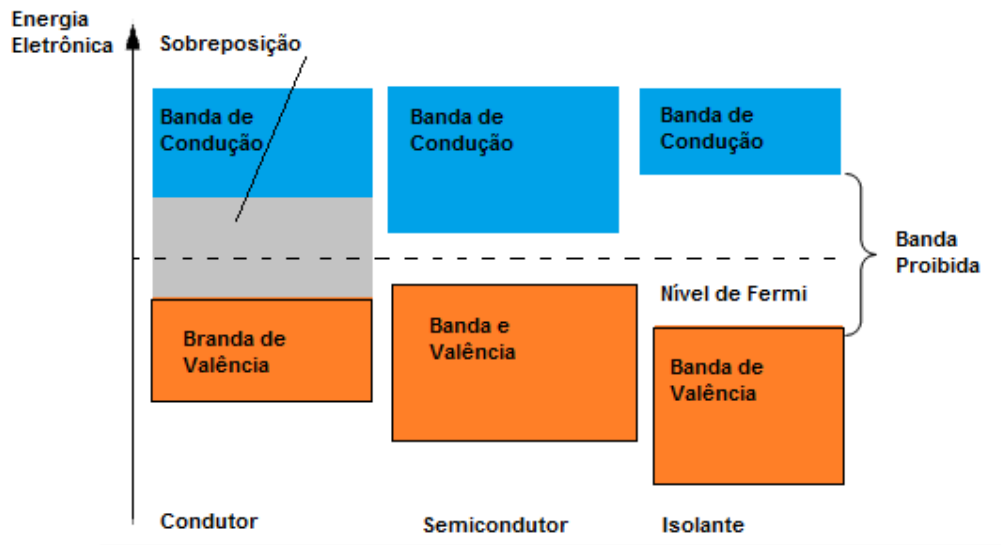 Energia
Eletrônica
Sobreposição
Banda de
Condução
Banda de
Condução
Banda de
Condução
Banda
Proibida
Nível de Fermi
Branda de
Valência
Banda e
Valência
Banda de
Valência
Condutor
Semicondutor
Isolante